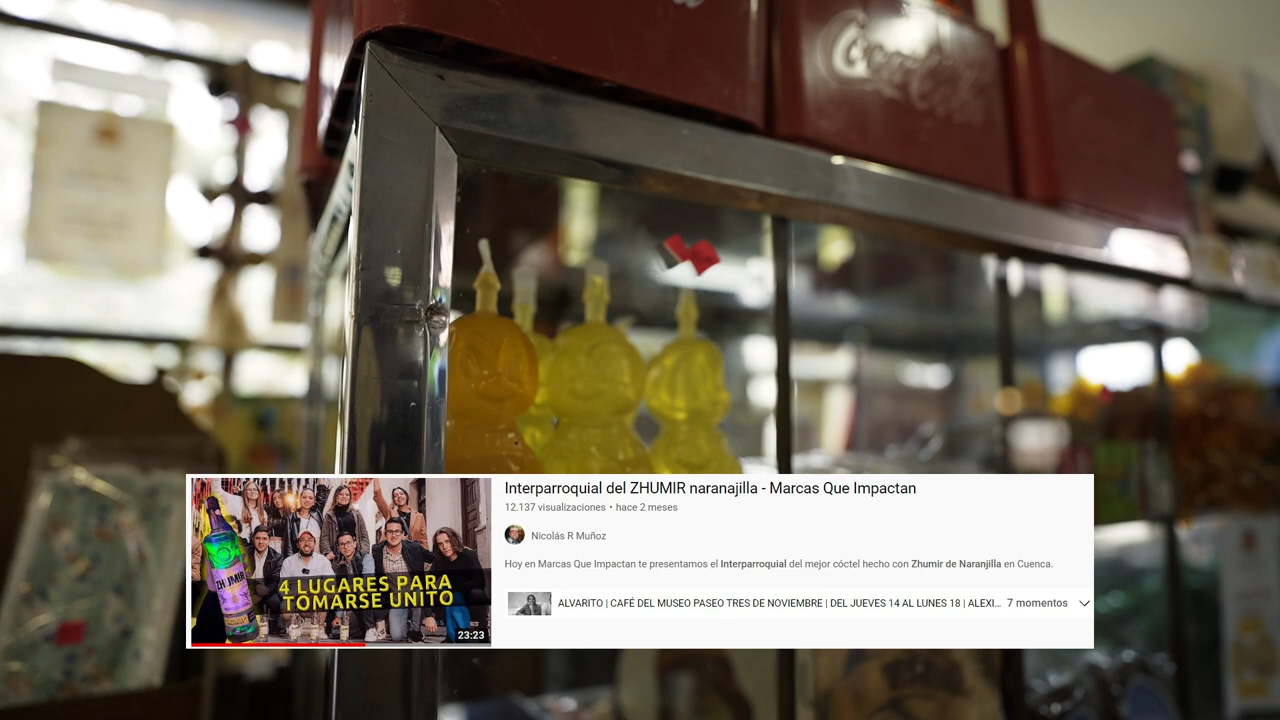 Coca-Cola
Interparroquial del ZHUMIR naranajilla - Marcas Que Impactan
12.137 visualizaciones • hace 2 meses
Nicolás R Muñoz
Hoy en Marcas Que Impactan te presentamos el Interparroquial del mejor cóctel hecho con Zhumir de Naranjilla en Cuenca.
ALVARITO | CAFÉ DEL MUSEO PASEO TRES DE NOVIEMBRE | DEL JUEVES 14 AL LUNES 18 | ALEXI... 7 momentos
ZHUMIR
4 LUGARES PARA
TOMARSE UNITO
23:23